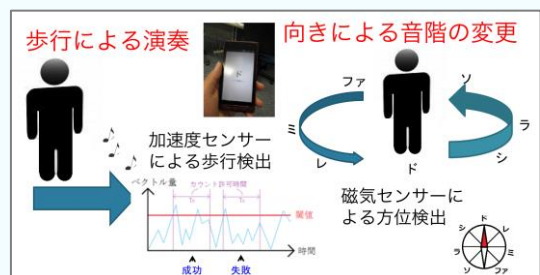 歩行による演奏
向きによる音階の変更
ド
ファ
ミ
レ
ド
ソ
ラ
シ
加速度センサー
による歩行検出
ベクトル量
カウント許可時間
閾値
時間
成功
失敗
磁気センサーに
よる方位検出
ド
シ
レ
ラ
ミ
ソ
ファ